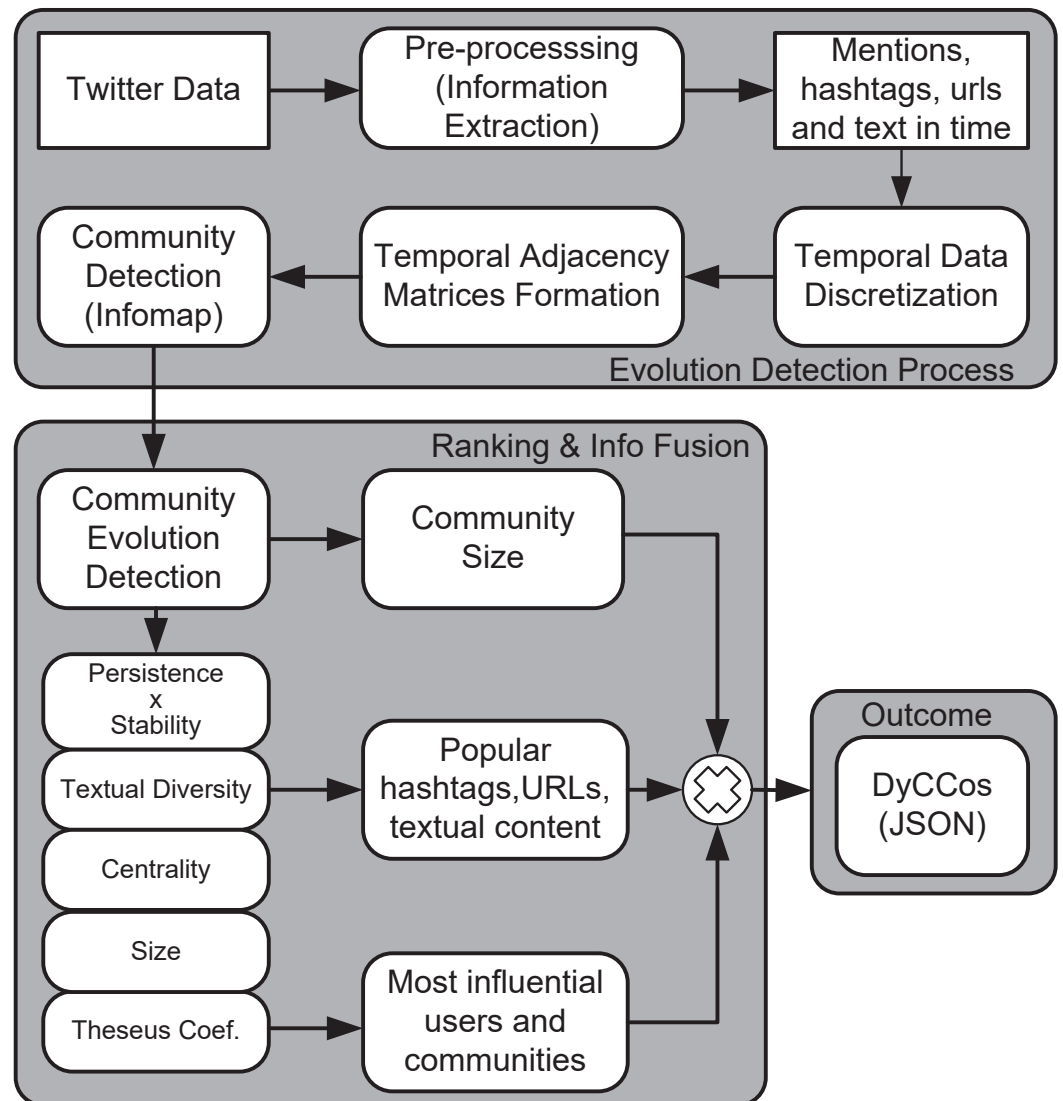 Twitter Data
Pre-processsing
(Information
Extraction)
Mentions,
hashtags, urls
and text in time
Community
Detection
(Infomap)
Temporal Adjacency
Matrices Formation
Temporal Data
Discretization
Evolution Detection Process
Ranking & Info Fusion
Community
Evolution
Detection
Community
Size
Persistence
x
Stability
Textual Diversity
Centrality
Size
Theseus Coef.
Popular
hashtags,URLs,
textual content
Most influential
users and
communities
Outcome
DyCCos
(JSON)